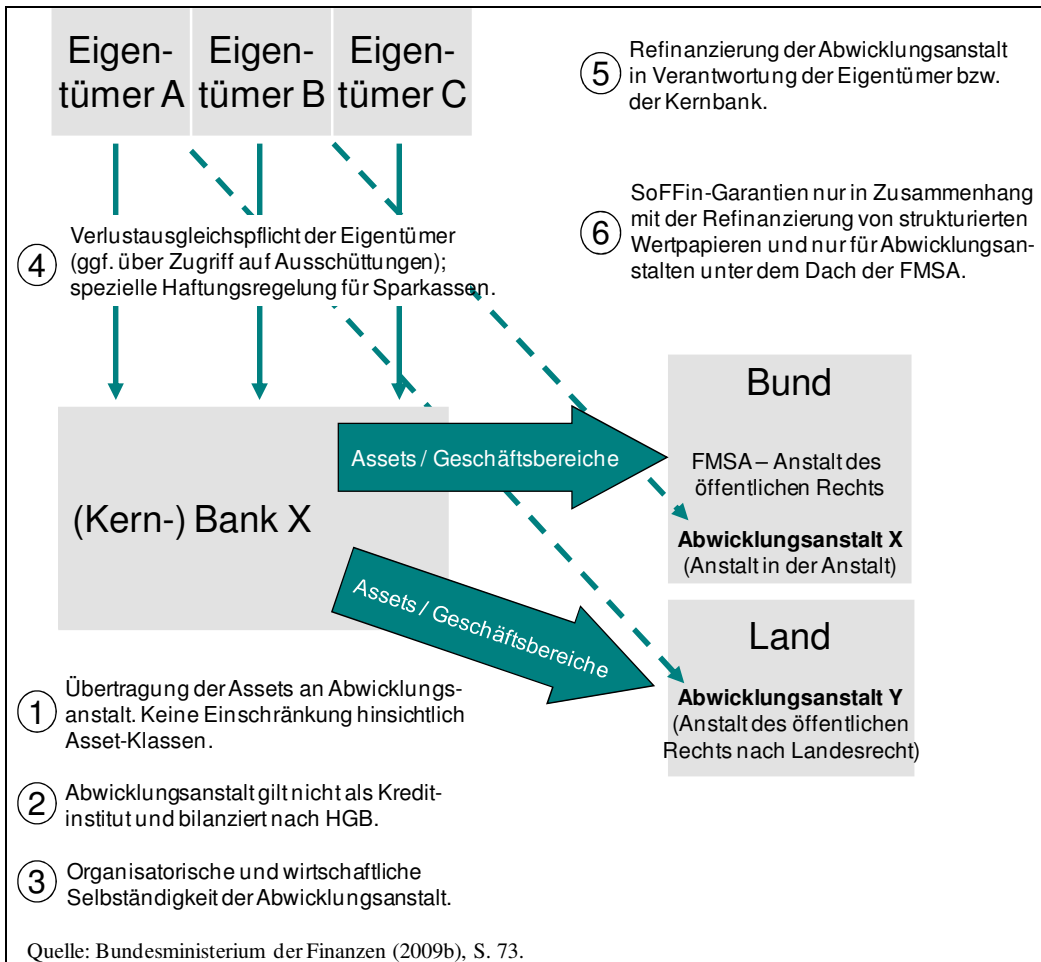 Eigen-
tümer A
Eigen-
tümer B
Eigen-
tümer C
5
Refinanzierung der Abwicklungsanstalt
in Verantwortung der Eigentümer bzw.
der Kernbank.
6
SoFFin-Garantien nur in Zusammenhang
mit der Refinanzierung von strukturierten
Wertpapieren und nur für Abwicklungsan-
stalten unter dem Dach der FMSA.
4
Verlustausgleichspflicht der Eigentümer
(ggf. über Zugriff auf Ausschüttungen);
spezielle Haftungsregelung für Sparkassen.
(Kern-) Bank X
Assets / Geschäftsbereiche
Assets / Geschäftsbereiche
Bund
FMSA – Anstalt des
öffentlichen Rechts
Abwicklungsanstalt X
(Anstalt in der Anstalt)
Land
Abwicklungsanstalt Y
(Anstalt des öffentlichen
Rechts nach Landesrecht)
1
Übertragung der Assets an Abwicklungs-
anstalt. Keine Einschränkung hinsichtlich
Asset-Klassen.
2
Abwicklungsanstalt gilt nicht als Kredit-
institut und bilanziert nach HGB.
3
Organisatorische und wirtschaftliche
Selbständigkeit der Abwicklungsanstalt.
Quelle: Bundesministerium der Finanzen (2009b), S. 73.